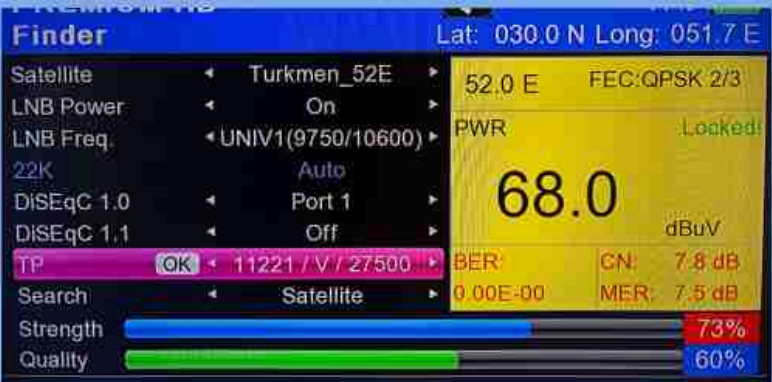 Finder Lat: 030.0 N Long: 051.7 E
Satellite Turkmen_52E
LNB Power On
LNB Freq. UNIV1(9750/10600)
22K Auto
DiSEqC 1.0 Port 1
DiSEqC 1.1 Off
TP OK 11221 / V / 27500
Search Satellite
52.0 E FEC:QPSK 2/3
PWR Locked!
68.0
dBuV
BER: CN: 7.8 dB
0.00E-00 MER: 7.5 dB
Strength 73%
Quality 60%